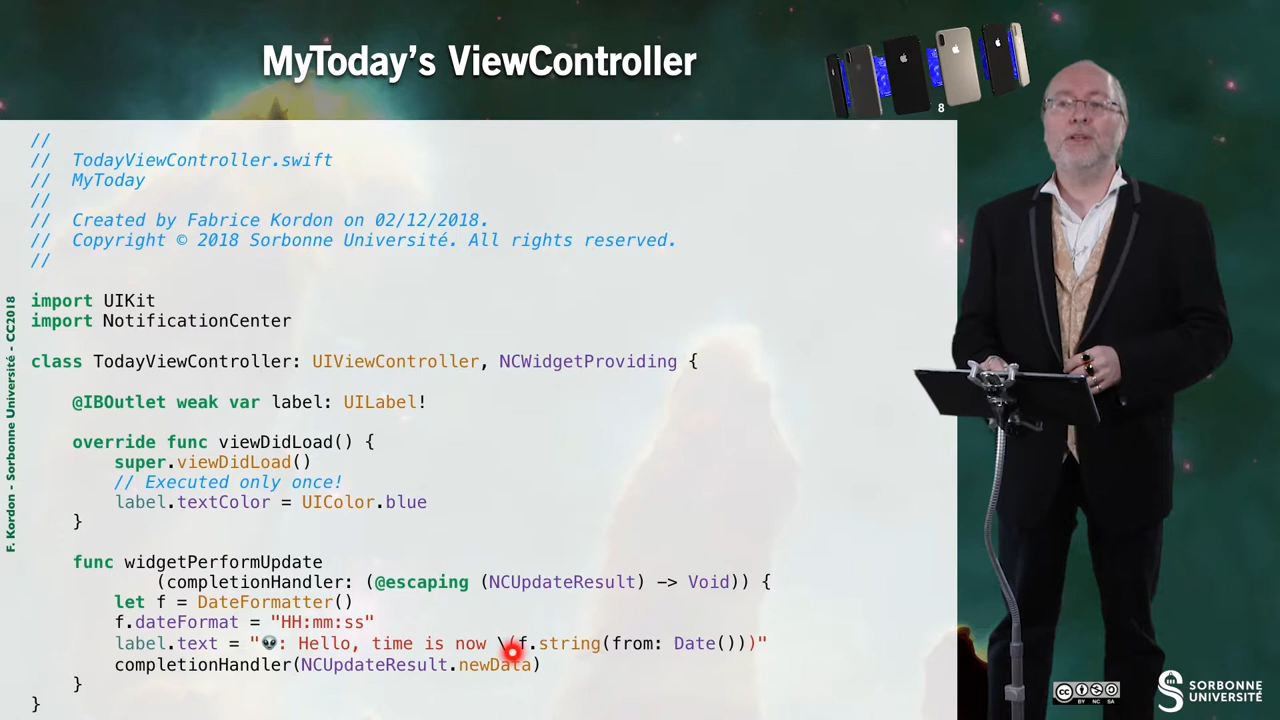 MyToday’s ViewController
8
//
//  TodayViewController.swift
//  MyToday
//
//  Created by Fabrice Kordon on 02/12/2018.
//  Copyright © 2018 Sorbonne Université. All rights reserved.
//
import UIKit
import NotificationCenter
class TodayViewController: UIViewController, NCWidgetProviding {
@IBOutlet weak var label: UILabel!
override func viewDidLoad() {
super.viewDidLoad()
// Executed only once!
label.textColor = UIColor.blue
}
func widgetPerformUpdate
(completionHandler: (@escaping (NCUpdateResult) -> Void)) {
let f = DateFormatter()
f.dateFormat = "HH:mm:ss"
label.text = "👽: Hello, time is now \(f.string(from: Date()))"
completionHandler(NCUpdateResult.newData)
}
}
F. Kordon - Sorbonne Université - CC2018
cc BY NC SA
SORBONNE
UNIVERSITÉ